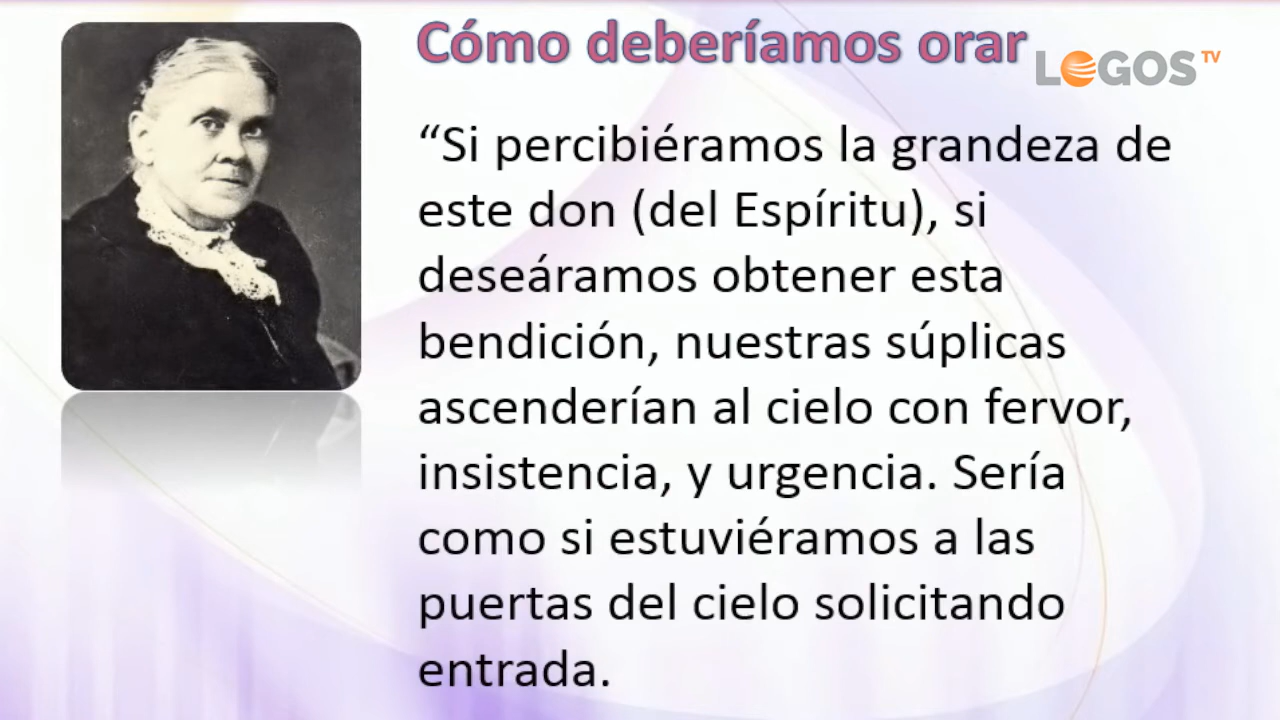 Cómo deberíamos orar
LOGOS TV
“Si percibiéramos la grandeza de
este don (del Espíritu), si
deseáramos obtener esta
bendición, nuestras súplicas
ascenderían al cielo con fervor,
insistencia, y urgencia. Sería
como si estuviéramos a las
puertas del cielo solicitando
entrada.